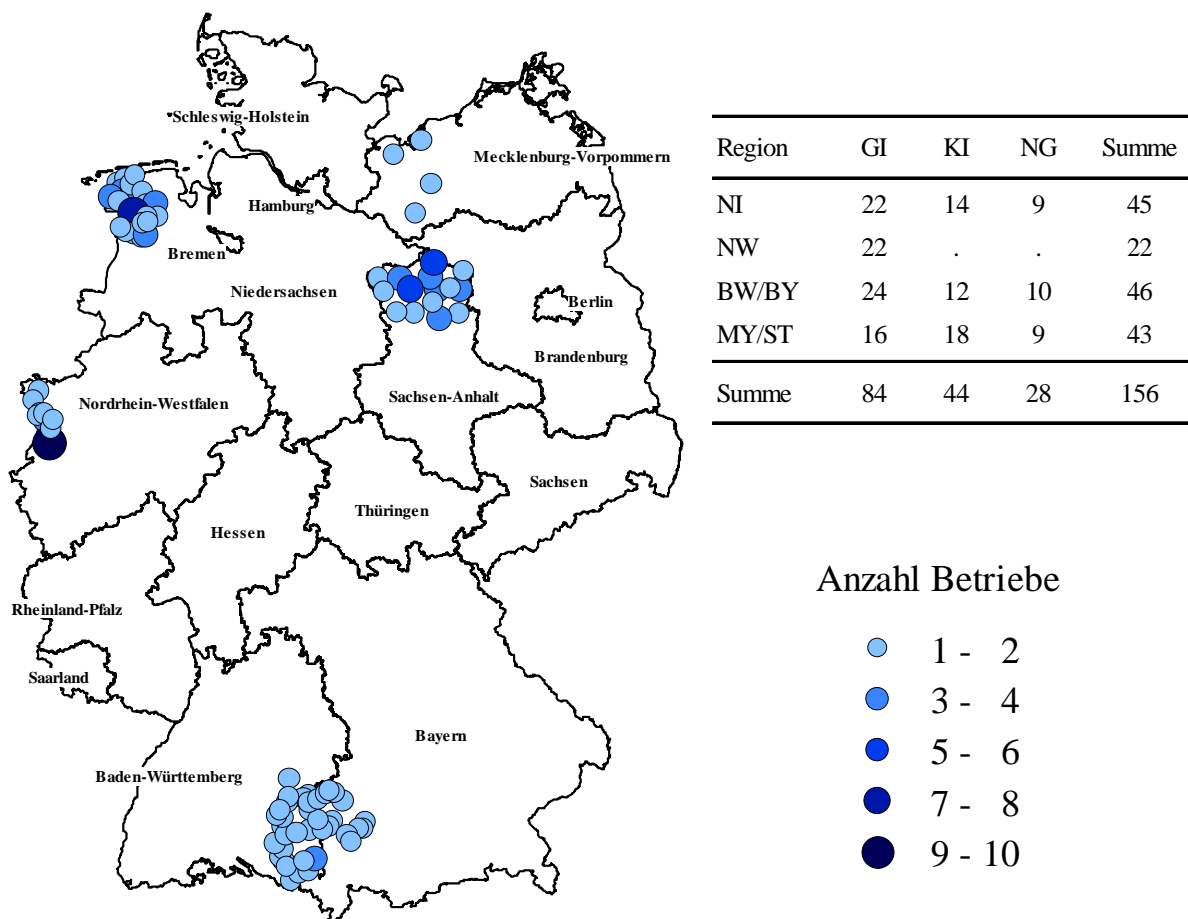 Schleswig-Holstein
Mecklenburg-Vorpommern
Hamburg
Bremen
Niedersachsen
Berlin
Brandenburg
Sachsen-Anhalt
Nordrhein-Westfalen
Sachsen
Thüringen
Hessen
Rheinland-Pfalz
Saarland
Bayern
Baden-Württemberg
Region GI KI NG Summe
NI 22 14 9 45
NW 22 . . 22
BW/BY 24 12 10 46
MY/ST 16 18 9 43
Summe 84 44 28 156
Anzahl Betriebe
1 - 2
3 - 4
5 - 6
7 - 8
9 - 10